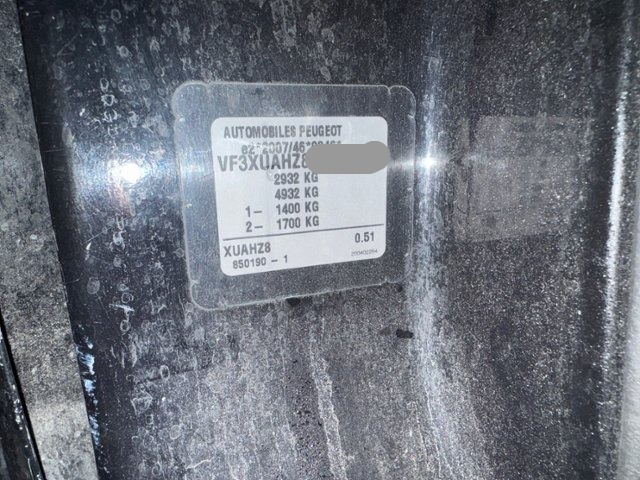 AUTOMOBILES PEUGEOT
VF3XUAHZ8
2932 KG
4932 KG
1- 1400 KG
2- 1700 KG
XUAHZ8 0.51
850190 - 1